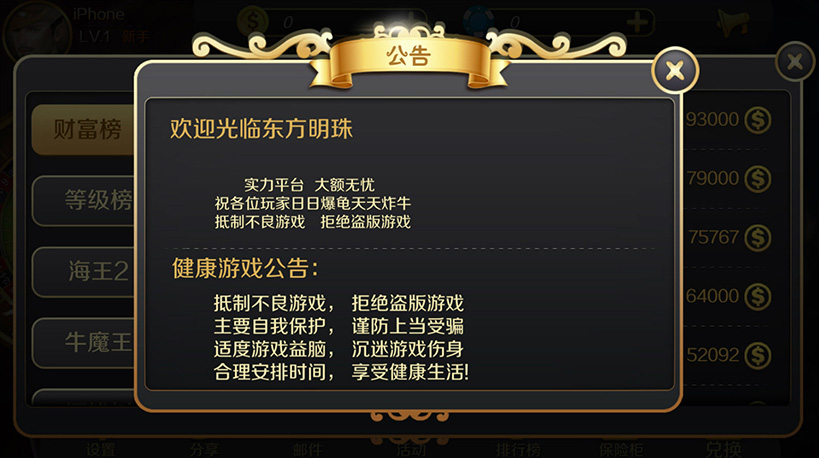 iPhone
LV.1 新手
0
0
公告
财富榜
等级榜
海王2
牛魔王
欢迎光临东方明珠
实力平台 大额无忧
祝各位玩家日日爆龟天天炸牛
抵制不良游戏 拒绝盗版游戏
健康游戏公告：
抵制不良游戏， 拒绝盗版游戏
主要自我保护， 谨防上当受骗
适度游戏益脑， 沉迷游戏伤身
合理安排时间， 享受健康生活!
93000
79000
75767
64000
52092
设置 分享 邮件 活动 排行榜 保险柜 兑换